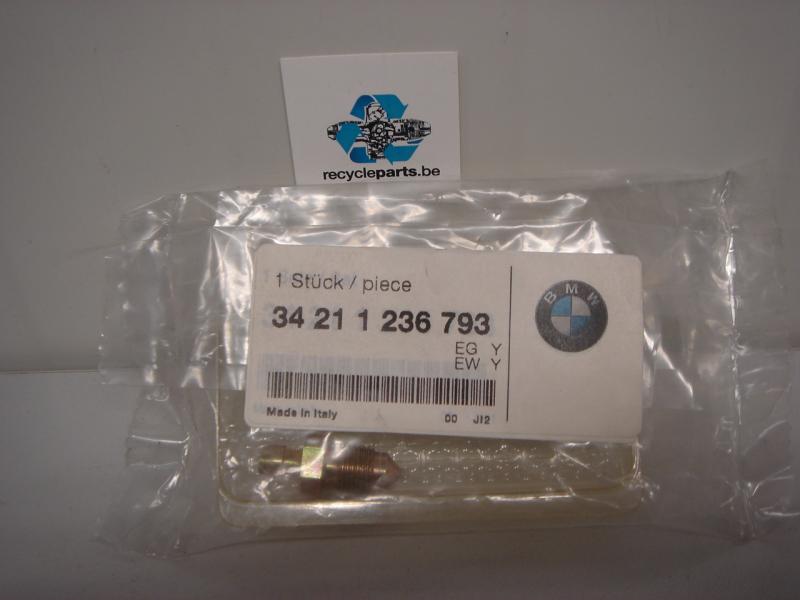 recycleparts.be
1 Stück / piece
34 21 1 236 793
EG Y
EW Y
Made in Italy 00 J12
BMW